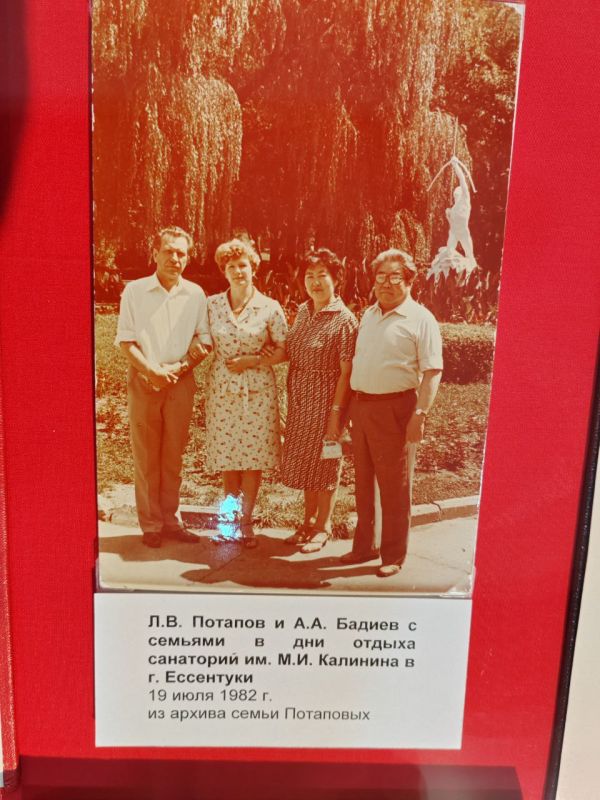 Л.В. Потапов и А.А. Бадиев с
семьями в дни отдыха
санаторий им. М.И. Калинина в
г. Ессентуки
19 июля 1982 г.
из архива семьи Потаповых